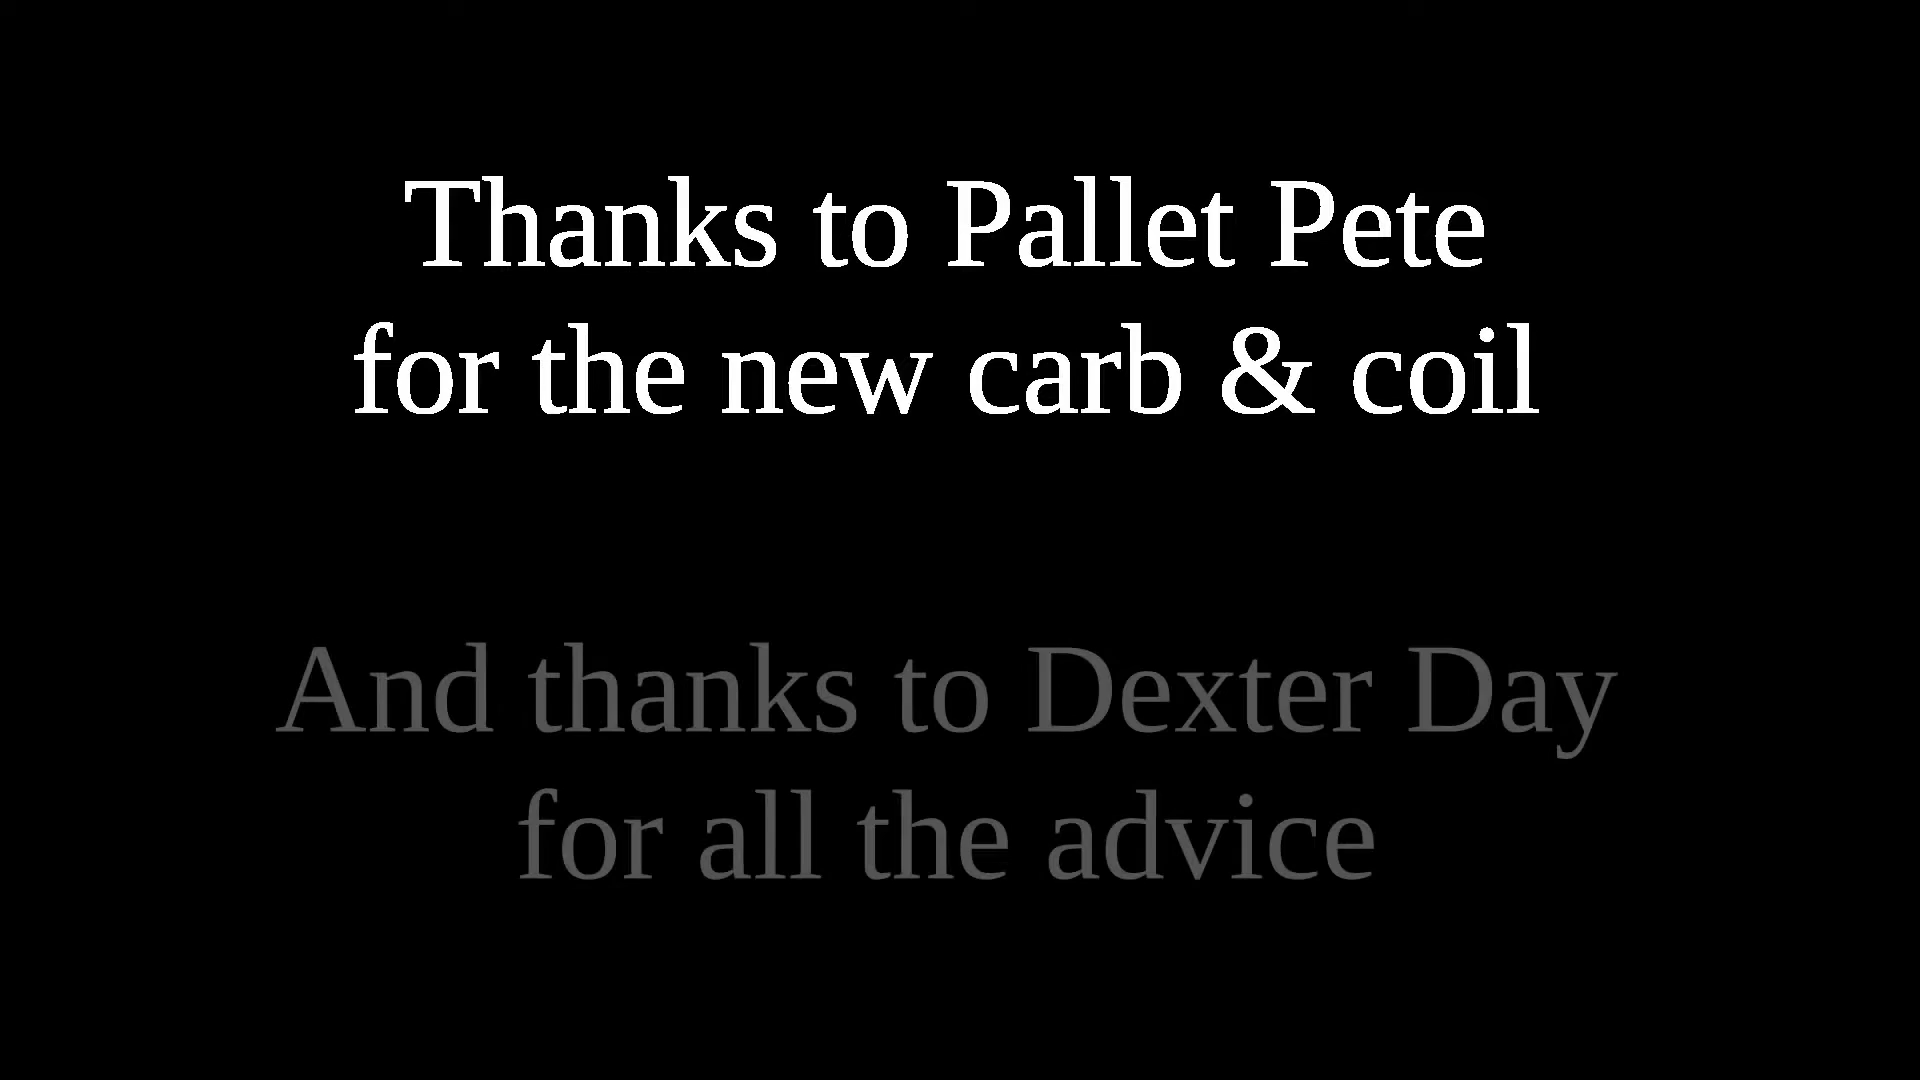 Thanks to Pallet Pete
for the new carb & coil
And thanks to Dexter Day
for all the advice